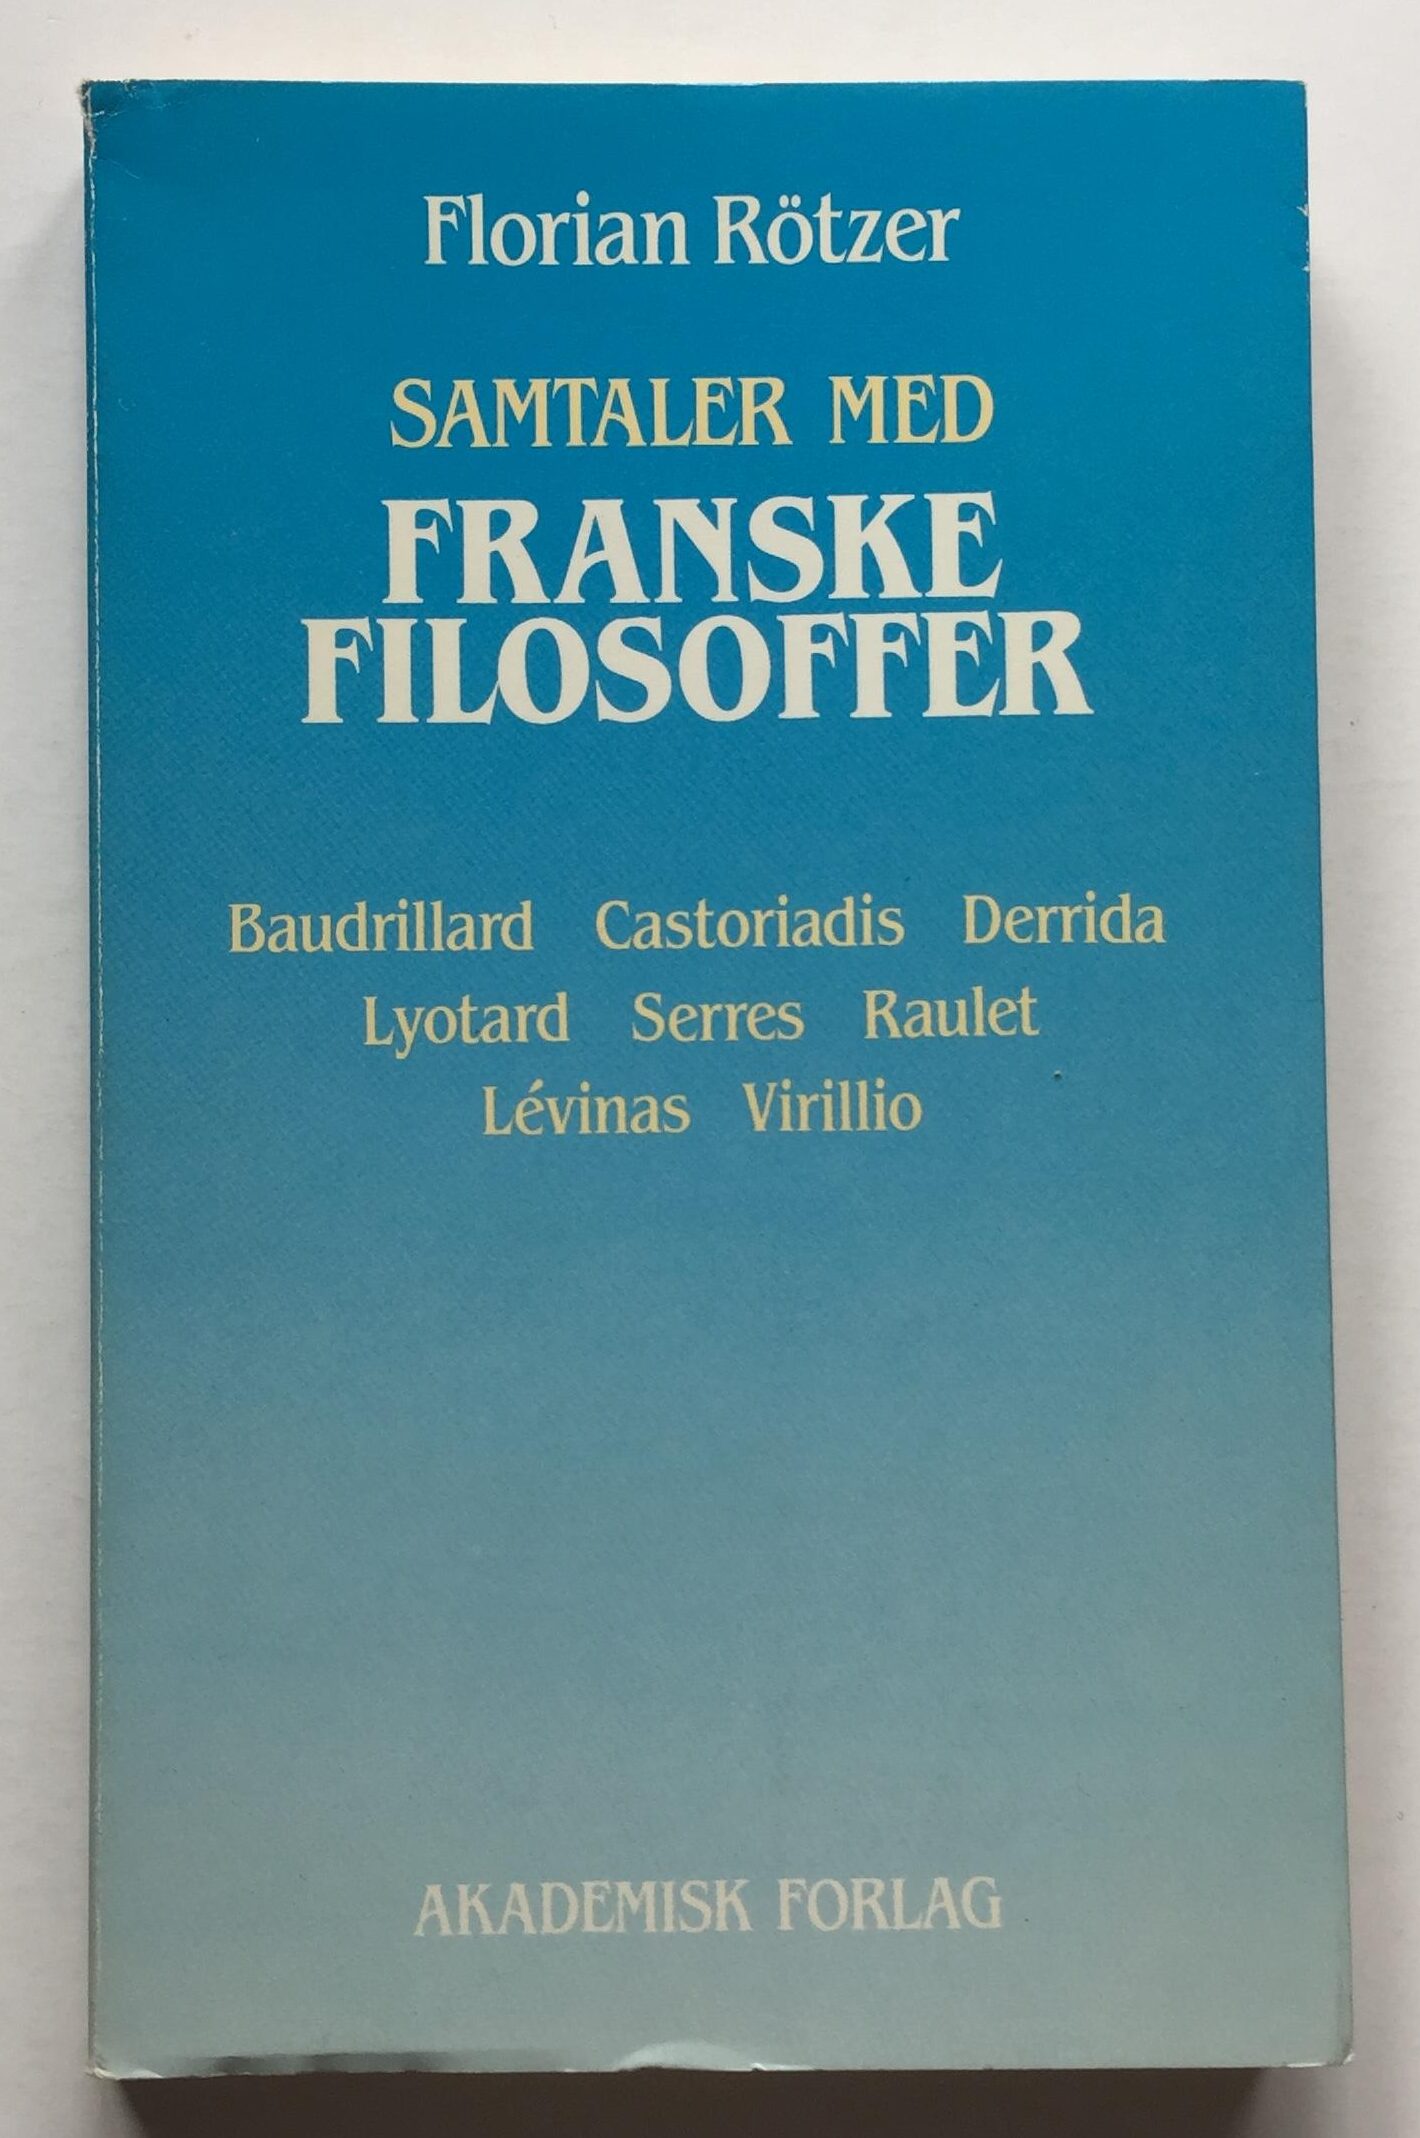 Florian Rötzer
SAMTALER MED
FRANSKE
FILOSOFFER
Baudrillard Castoriadis Derrida
Lyotard Serres Raulet
Lévinas Virillio
AKADEMISK FORLAG